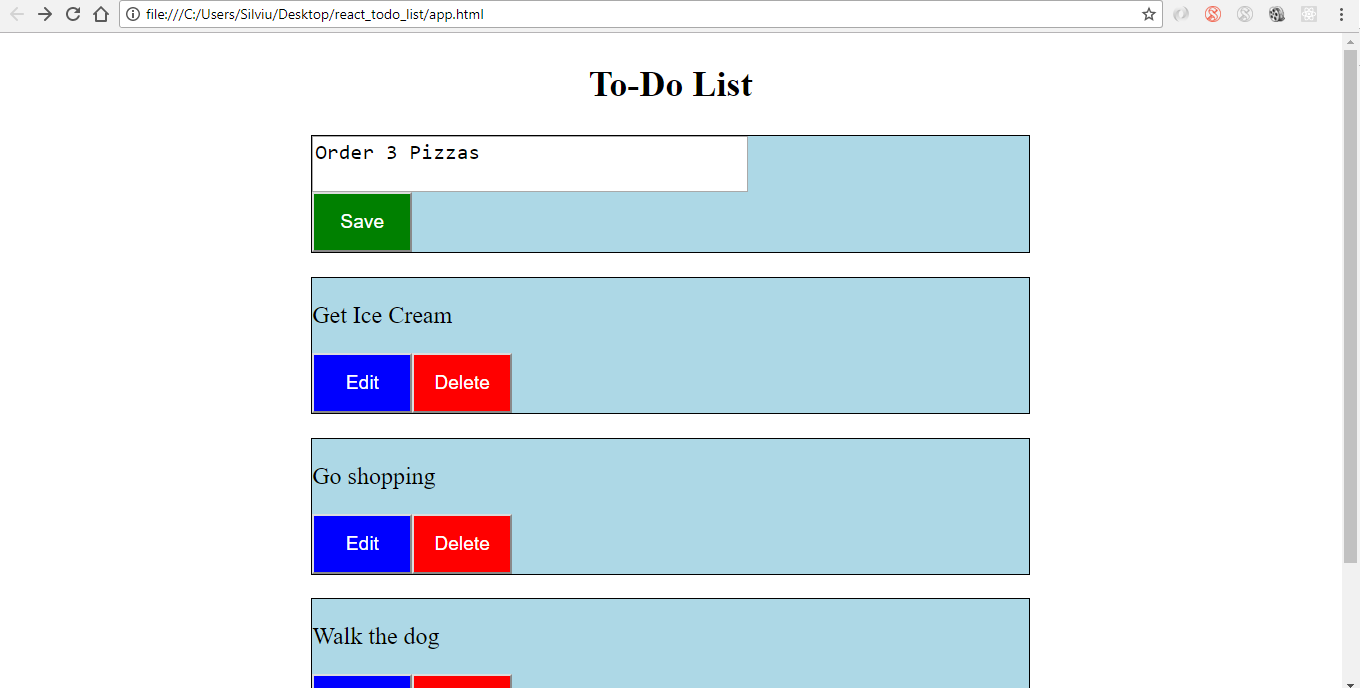 file:///C:/Users/Silviu/Desktop/react_todo_list/app.html
To-Do List
Order 3 Pizzas
Save
Get Ice Cream
Edit Delete
Go shopping
Edit Delete
Walk the dog